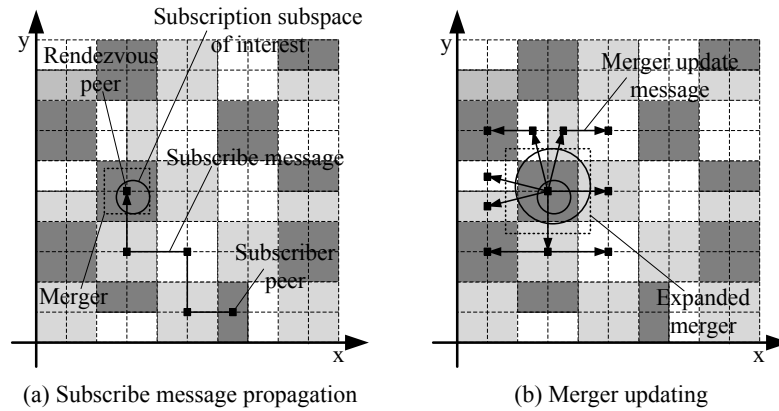 Subscription subspace
of interest
y
Rendezvous
peer
Subscribe message
Subscriber
peer
Merger
x
(a) Subscribe message propagation
y
Merger update
message
Expanded
merger
x
(b) Merger updating